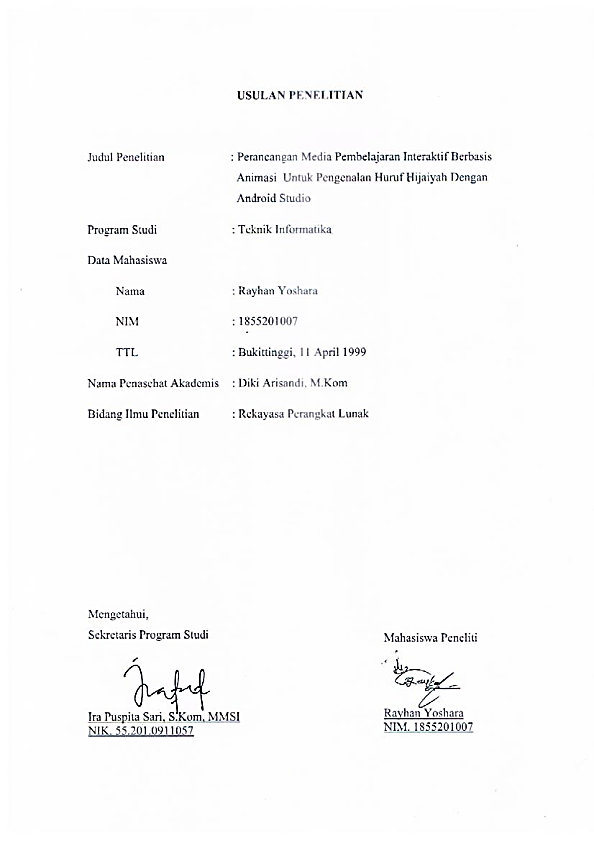 USULAN PENELITIAN
Judul Penelitian : Perancangan Media Pembelajaran Interaktif Berbasis
Animasi Untuk Pengenalan Huruf Hijaiyah Dengan
Android Studio
Program Studi : Teknik Informatika
Data Mahasiswa
Nama : Rayhan Yoshara
NIM : 1855201007
TTL : Bukittinggi, 11 April 1999
Nama Penasehat Akademis : Diki Arisandi, M.Kom
Bidang Ilmu Penelitian : Rekayasa Perangkat Lunak
Mengetahui,
Sekretaris Program Studi
Mahasiswa Peneliti
Ira Puspita Sari, S.Kom, MMSI
NIK. 55.201.0911057
Rayhan Yoshara
NIM. 1855201007